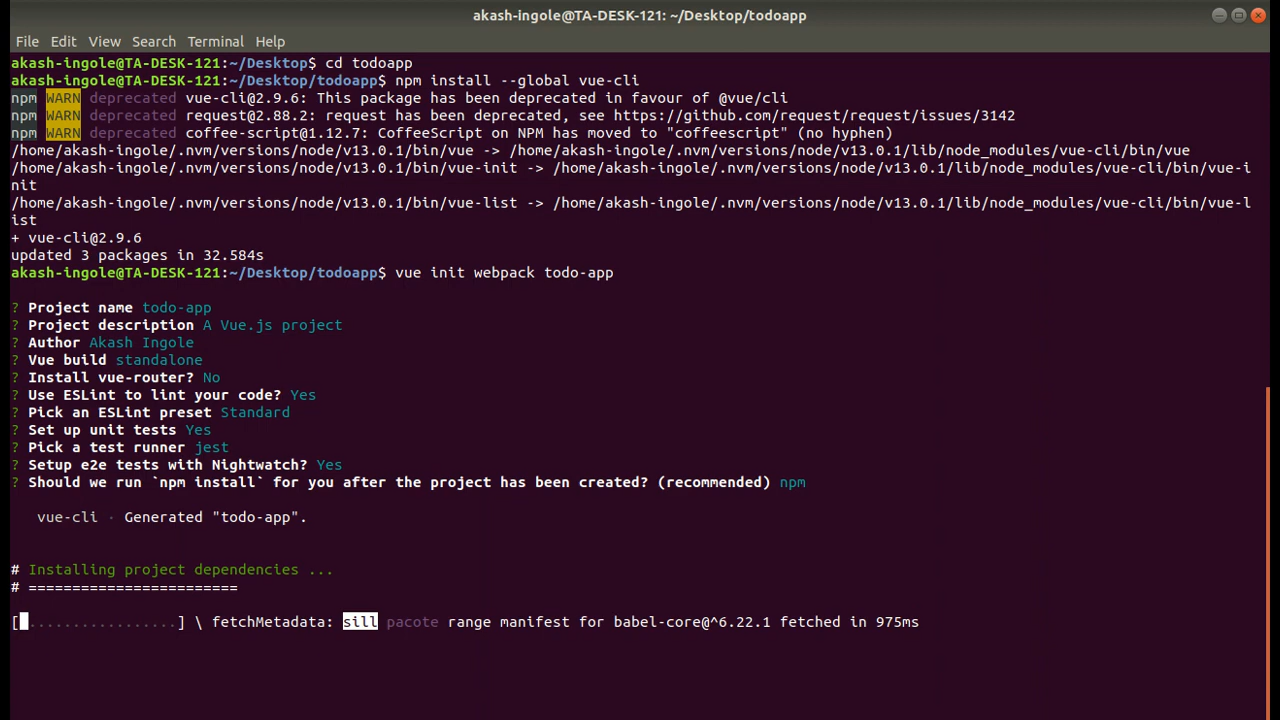 akash-ingole@TA-DESK-121: ~/Desktop/todoapp
File Edit View Search Terminal Help
akash-ingole@TA-DESK-121:~/Desktop$ cd todoapp
akash-ingole@TA-DESK-121:~/Desktop/todoapp$ npm install --global vue-cli
npm WARN deprecated vue-cli@2.9.6: This package has been deprecated in favour of @vue/cli
npm WARN deprecated request@2.88.2: request has been deprecated, see https://github.com/request/request/issues/3142
npm WARN deprecated coffee-script@1.12.7: CoffeeScript on NPM has moved to "coffeescript" (no hyphen)
/home/akash-ingole/.nvm/versions/node/v13.0.1/bin/vue -> /home/akash-ingole/.nvm/versions/node/v13.0.1/lib/node_modules/vue-cli/bin/vue
/home/akash-ingole/.nvm/versions/node/v13.0.1/bin/vue-init -> /home/akash-ingole/.nvm/versions/node/v13.0.1/lib/node_modules/vue-cli/bin/vue-i
nit
/home/akash-ingole/.nvm/versions/node/v13.0.1/bin/vue-list -> /home/akash-ingole/.nvm/versions/node/v13.0.1/lib/node_modules/vue-cli/bin/vue-l
ist
+ vue-cli@2.9.6
updated 3 packages in 32.584s
akash-ingole@TA-DESK-121:~/Desktop/todoapp$ vue init webpack todo-app
? Project name todo-app
? Project description A Vue.js project
? Author Akash Ingole
? Vue build standalone
? Install vue-router? No
? Use ESLint to lint your code? Yes
? Pick an ESLint preset Standard
? Set up unit tests Yes
? Pick a test runner jest
? Setup e2e tests with Nightwatch? Yes
? Should we run `npm install` for you after the project has been created? (recommended) npm
vue-cli · Generated "todo-app".
# Installing project dependencies ...
# ========================
[ .................] \ fetchMetadata: sill pacote range manifest for babel-core@^6.22.1 fetched in 975ms